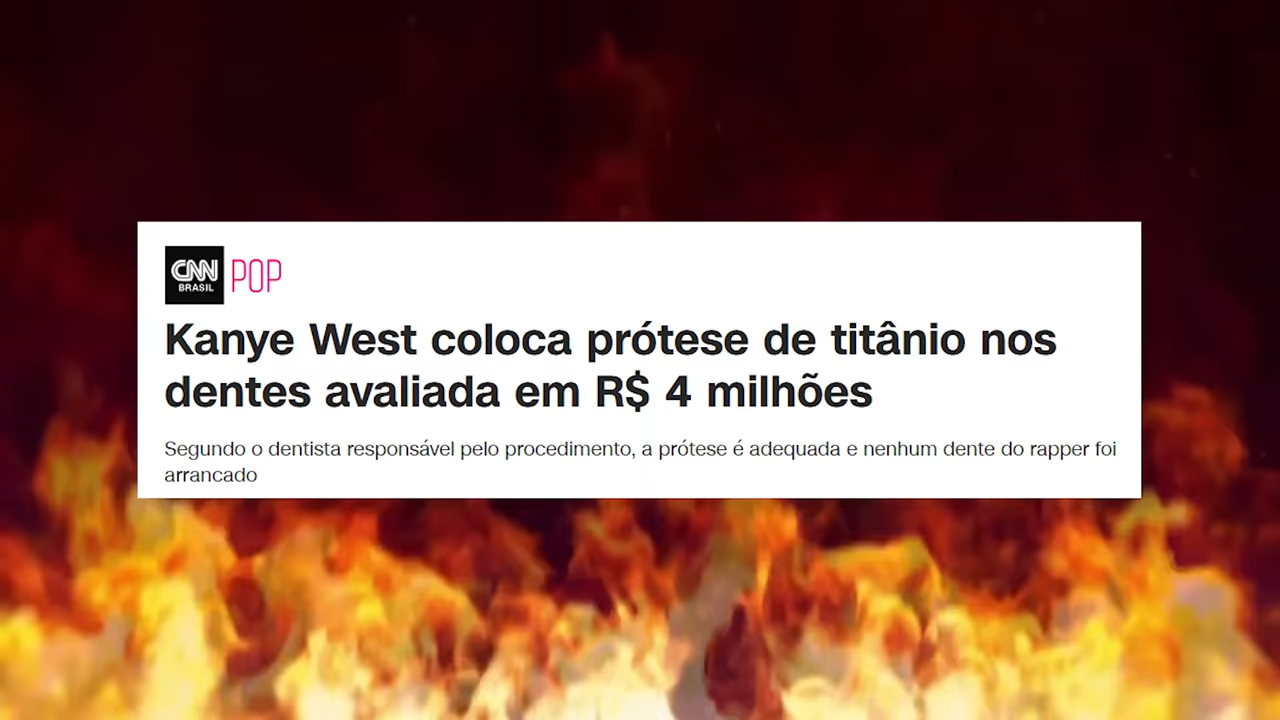 CNN
BRASIL
POP
Kanye West coloca prótese de titânio nos
dentes avaliada em R$ 4 milhões
Segundo o dentista responsável pelo procedimento, a prótese é adequada e nenhum dente do rapper foi
arrancado